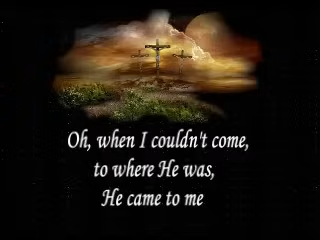 Oh, when I couldn't come,
to where He was,
He came to me